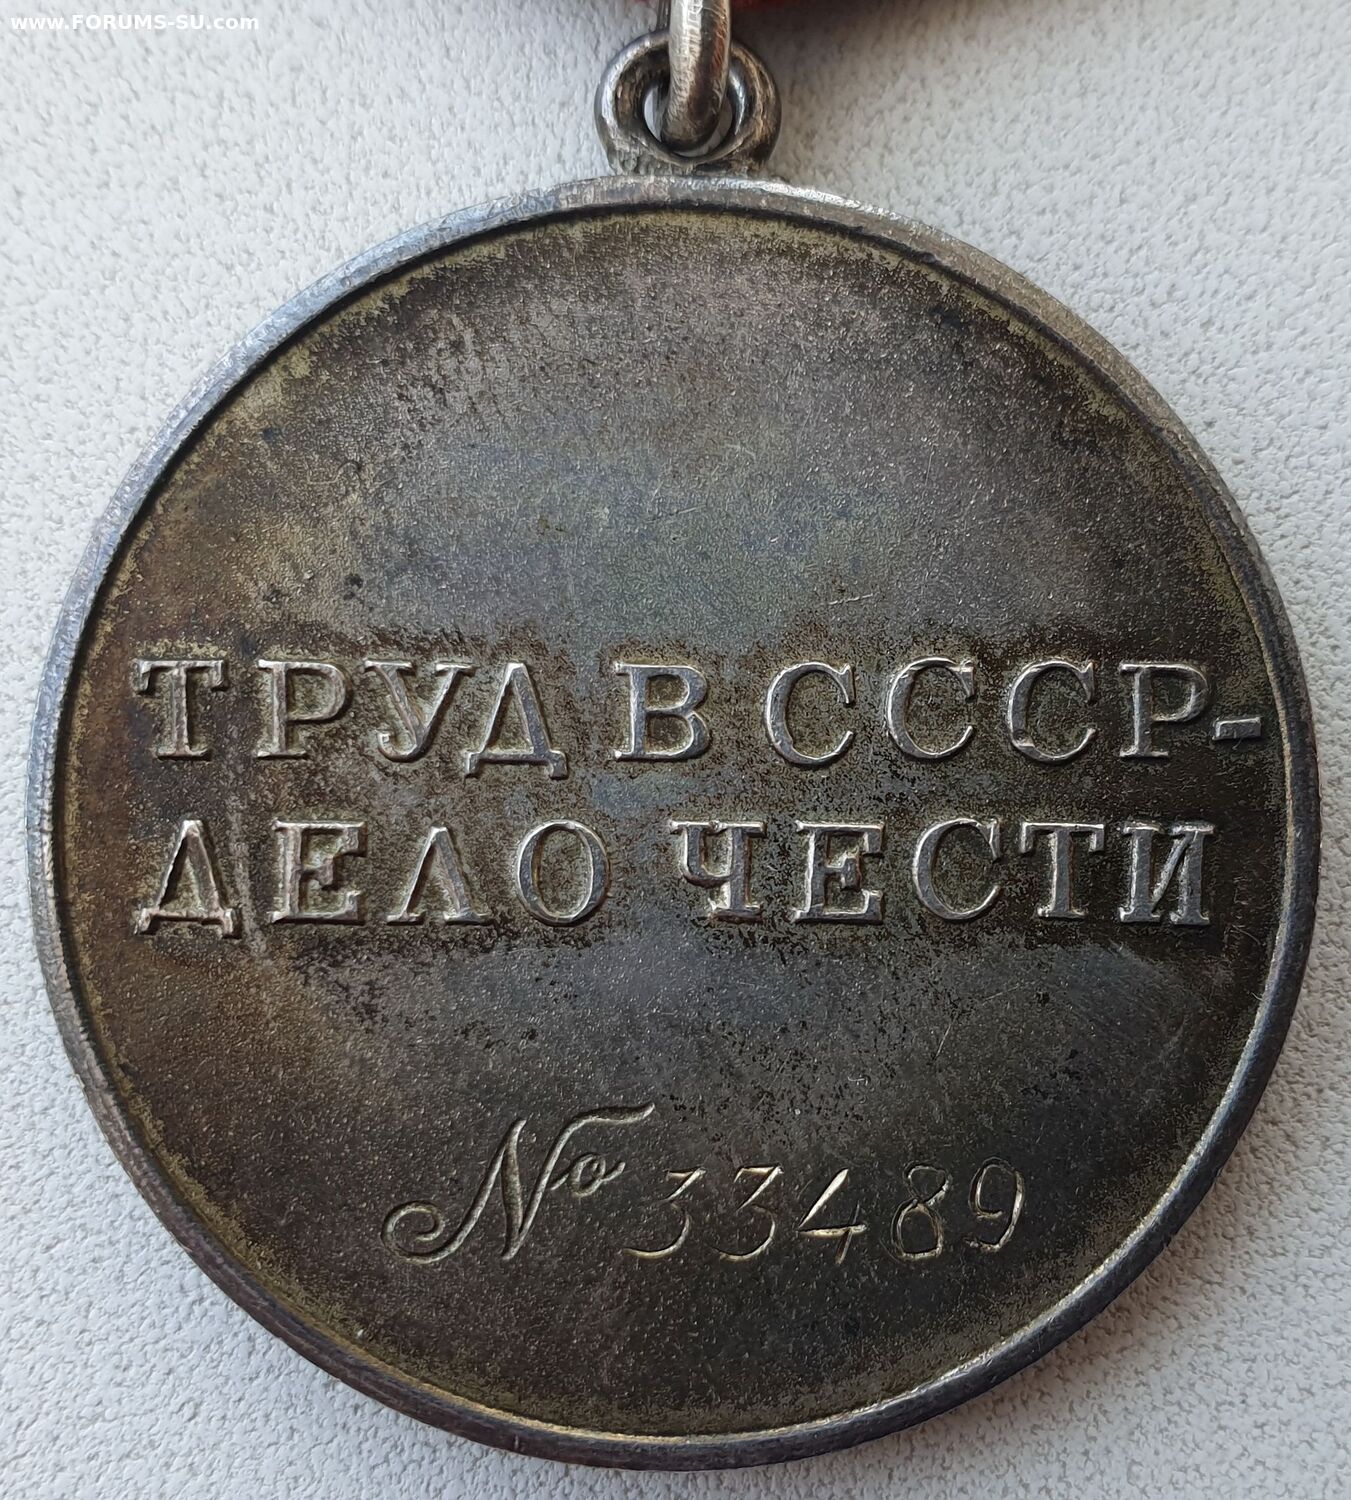 www.FORUMS-SU.com
ТРУД В СССР-
ДЕЛО ЧЕСТИ
№ 33489